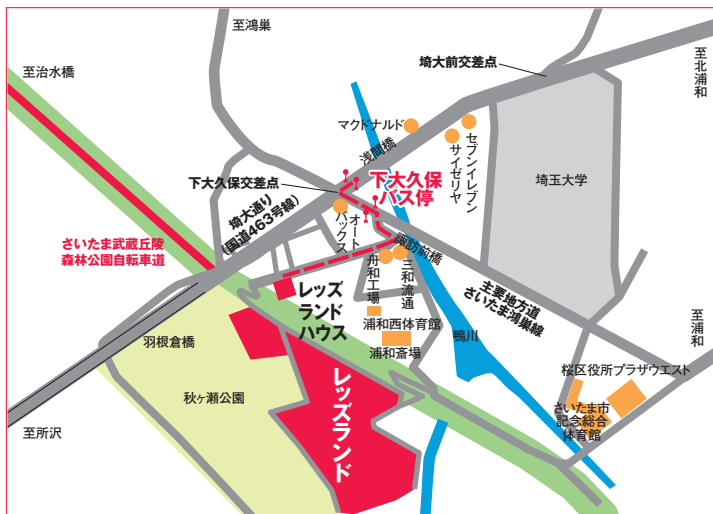 至鴻巣
至治水橋
埼大前交差点
至北浦和
マクドナルド
浅間橋
セブンイレブン
サイゼリヤ
埼玉大学
下大久保交差点
下大久保
バス停
埼大通り
(国道463号線)
オート
バックス
さいたま武蔵丘陵
森林公園自転車道
諏訪前橋
舟和工場
三和流通
主要地方道
さいたま鴻巣線
レッズ
ランド
ハウス
浦和西体育館
鴨川
浦和斎場
至浦和
羽根倉橋
桜区役所プラザウエスト
秋ヶ瀬公園
レッズランド
さいたま市
記念総合
体育館
至所沢